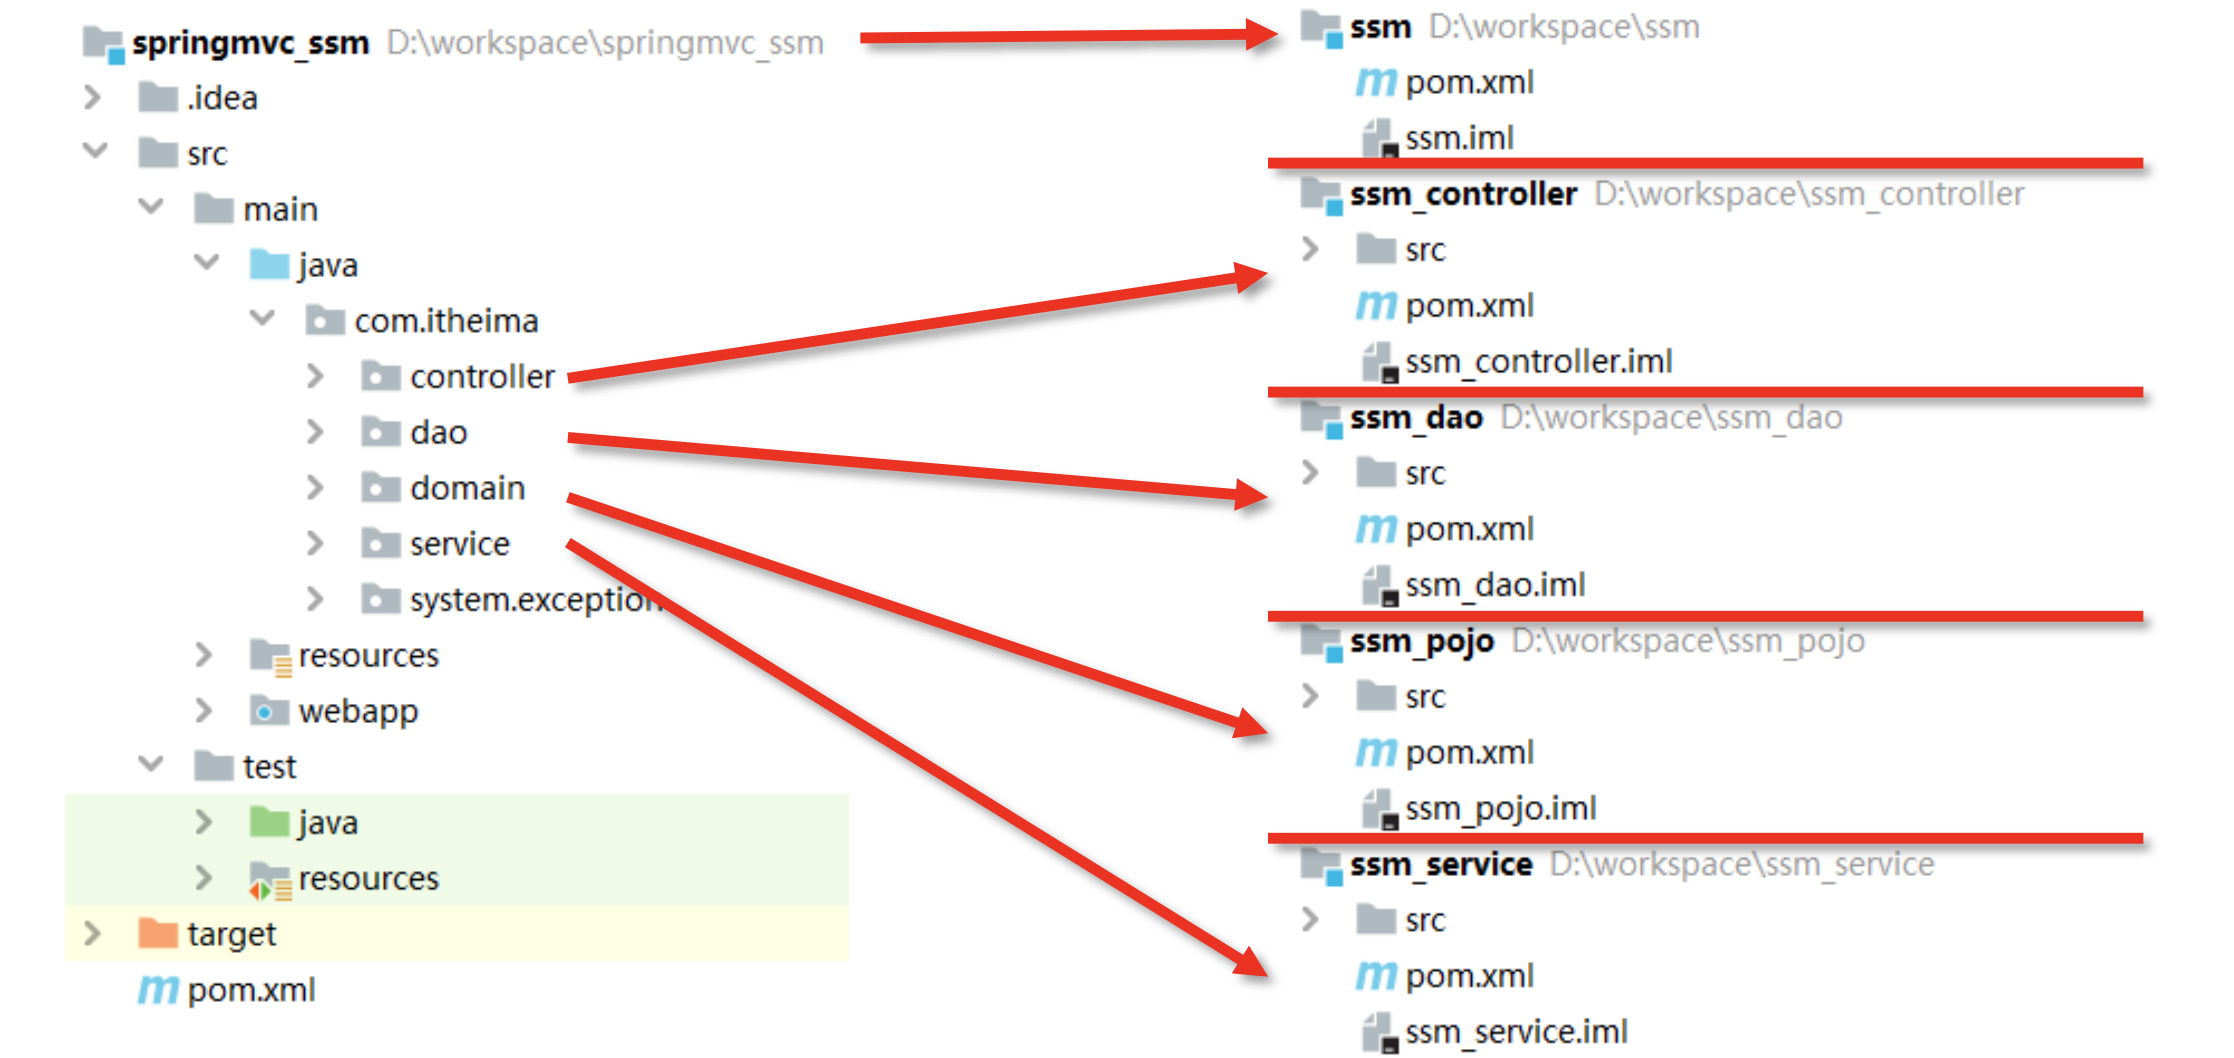 springmvc_ssm D:\workspace\springmvc_ssm
.idea
src
main
java
com.itheima
controller
dao
domain
service
system.exception
resources
webapp
test
java
resources
target
pom.xml
ssm D:\workspace\ssm
pom.xml
ssm.iml
ssm_controller D:\workspace\ssm_controller
src
pom.xml
ssm_controller.iml
ssm_dao D:\workspace\ssm_dao
src
pom.xml
ssm_dao.iml
ssm_pojo D:\workspace\ssm_pojo
src
pom.xml
ssm_pojo.iml
ssm_service D:\workspace\ssm_service
src
pom.xml
ssm_service.iml